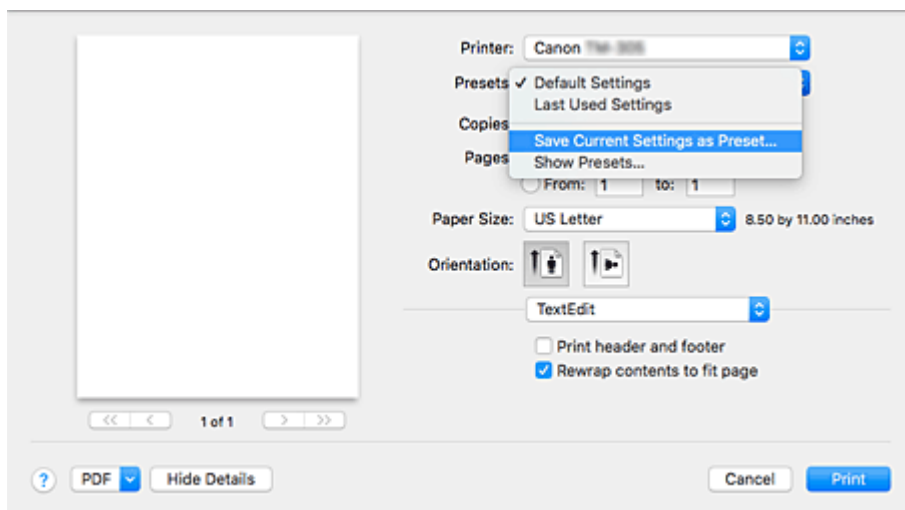 Printer: Canon
Presets ✓ Default Settings
Last Used Settings
Copies
Save Current Settings as Preset...
Pages
Show Presets...
From: 1 to: 1
Paper Size: US Letter 8.50 by 11.00 inches
Orientation:
TextEdit
Print header and footer
Rewrap contents to fit page
<< < 1 of 1 > >>
? PDF Hide Details Cancel Print